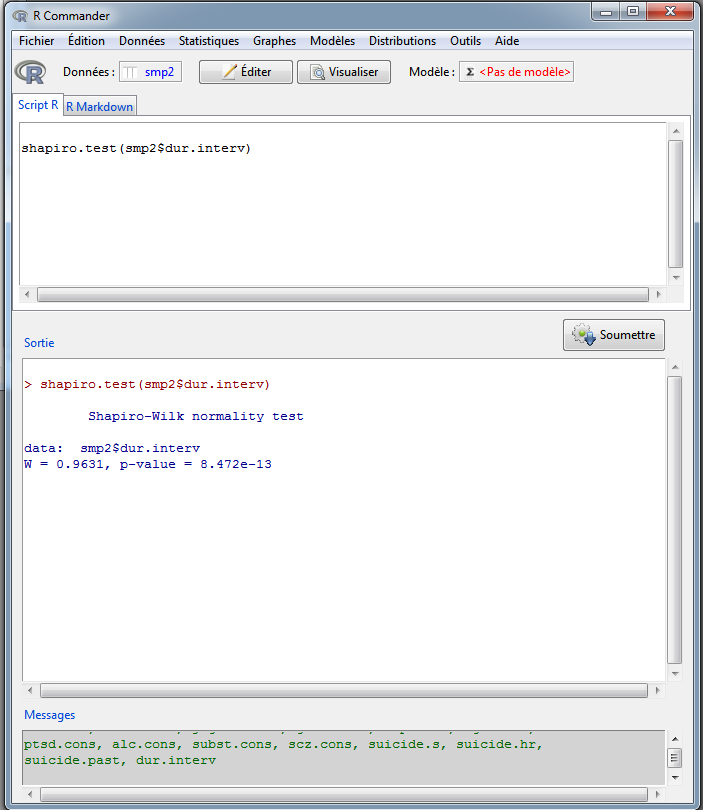 R Commander
Fichier Édition Données Statistiques Graphes Modèles Distributions Outils Aide
Données : smp2 Éditer Visualiser Modèle : Σ <Pas de modèle>
Script R R Markdown
shapiro.test(smp2$dur.interv)
Soumettre
Sortie
> shapiro.test(smp2$dur.interv)
Shapiro-Wilk normality test
data:  smp2$dur.interv
W = 0.9631, p-value = 8.472e-13
Messages
ptsd.cons, alc.cons, subst.cons, scz.cons, suicide.s, suicide.hr,
suicide.past, dur.interv